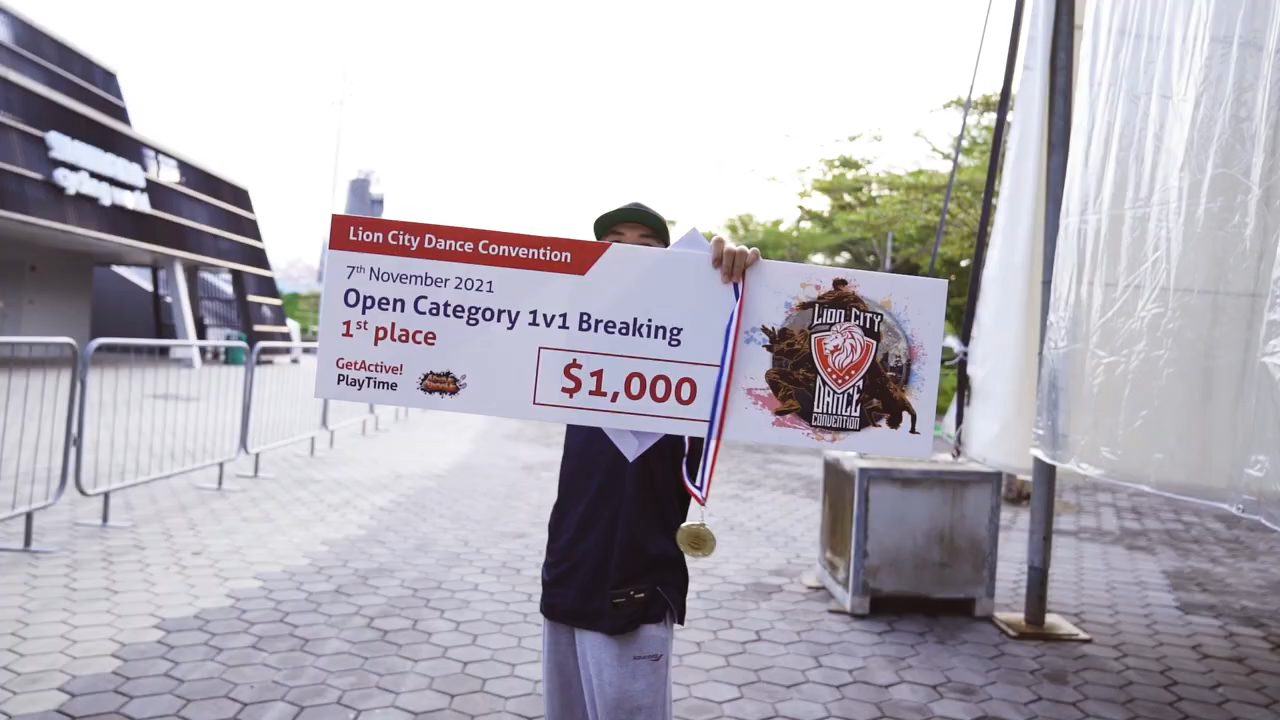 Lion City Dance Convention
7th November 2021
Open Category 1v1 Breaking
1st place
GetActive!
PlayTime
$1,000
LION CITY
DANCE
CONVENTION